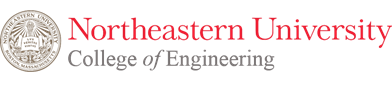 Northeastern University
College of Engineering